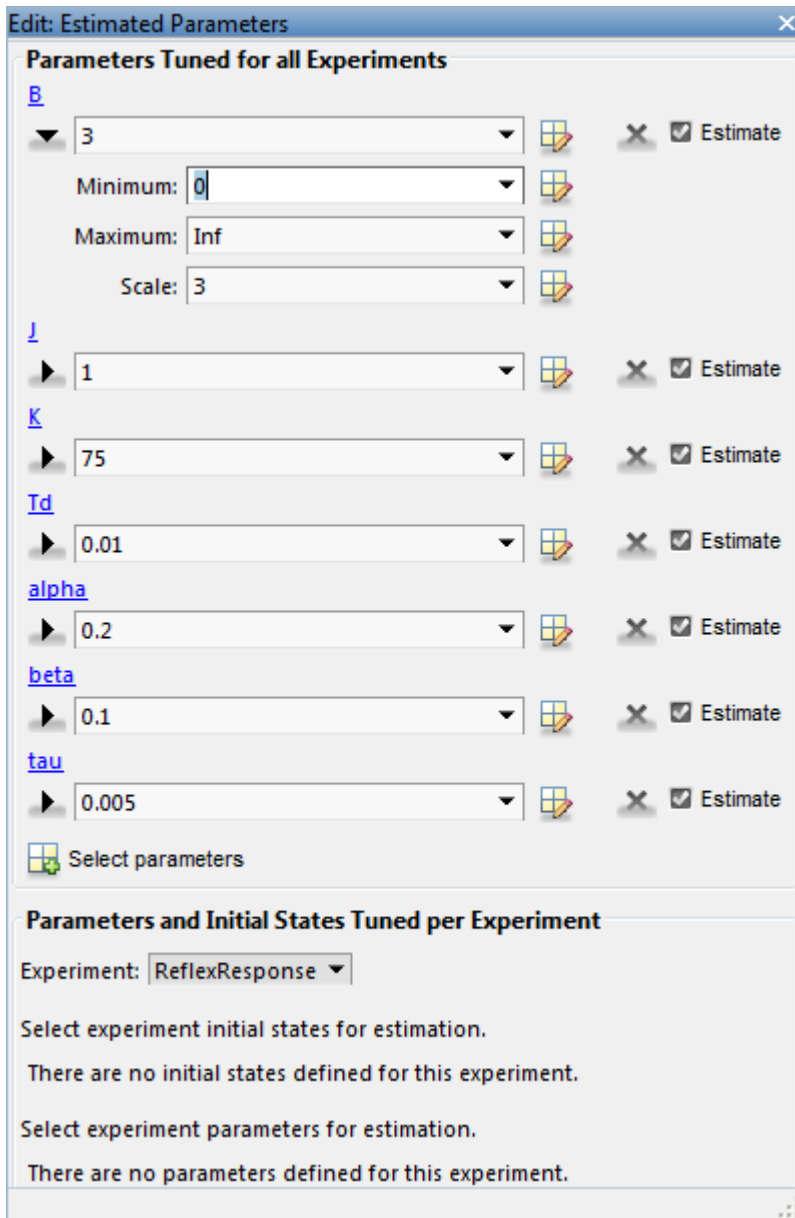 Edit: Estimated Parameters
Parameters Tuned for all Experiments
B
3 Estimate
Minimum: 0
Maximum: Inf
Scale: 3
J
1 Estimate
K
75 Estimate
Td
0.01 Estimate
alpha
0.2 Estimate
beta
0.1 Estimate
tau
0.005 Estimate
Select parameters
Parameters and Initial States Tuned per Experiment
Experiment: ReflexResponse
Select experiment initial states for estimation.
There are no initial states defined for this experiment.
Select experiment parameters for estimation.
There are no parameters defined for this experiment.